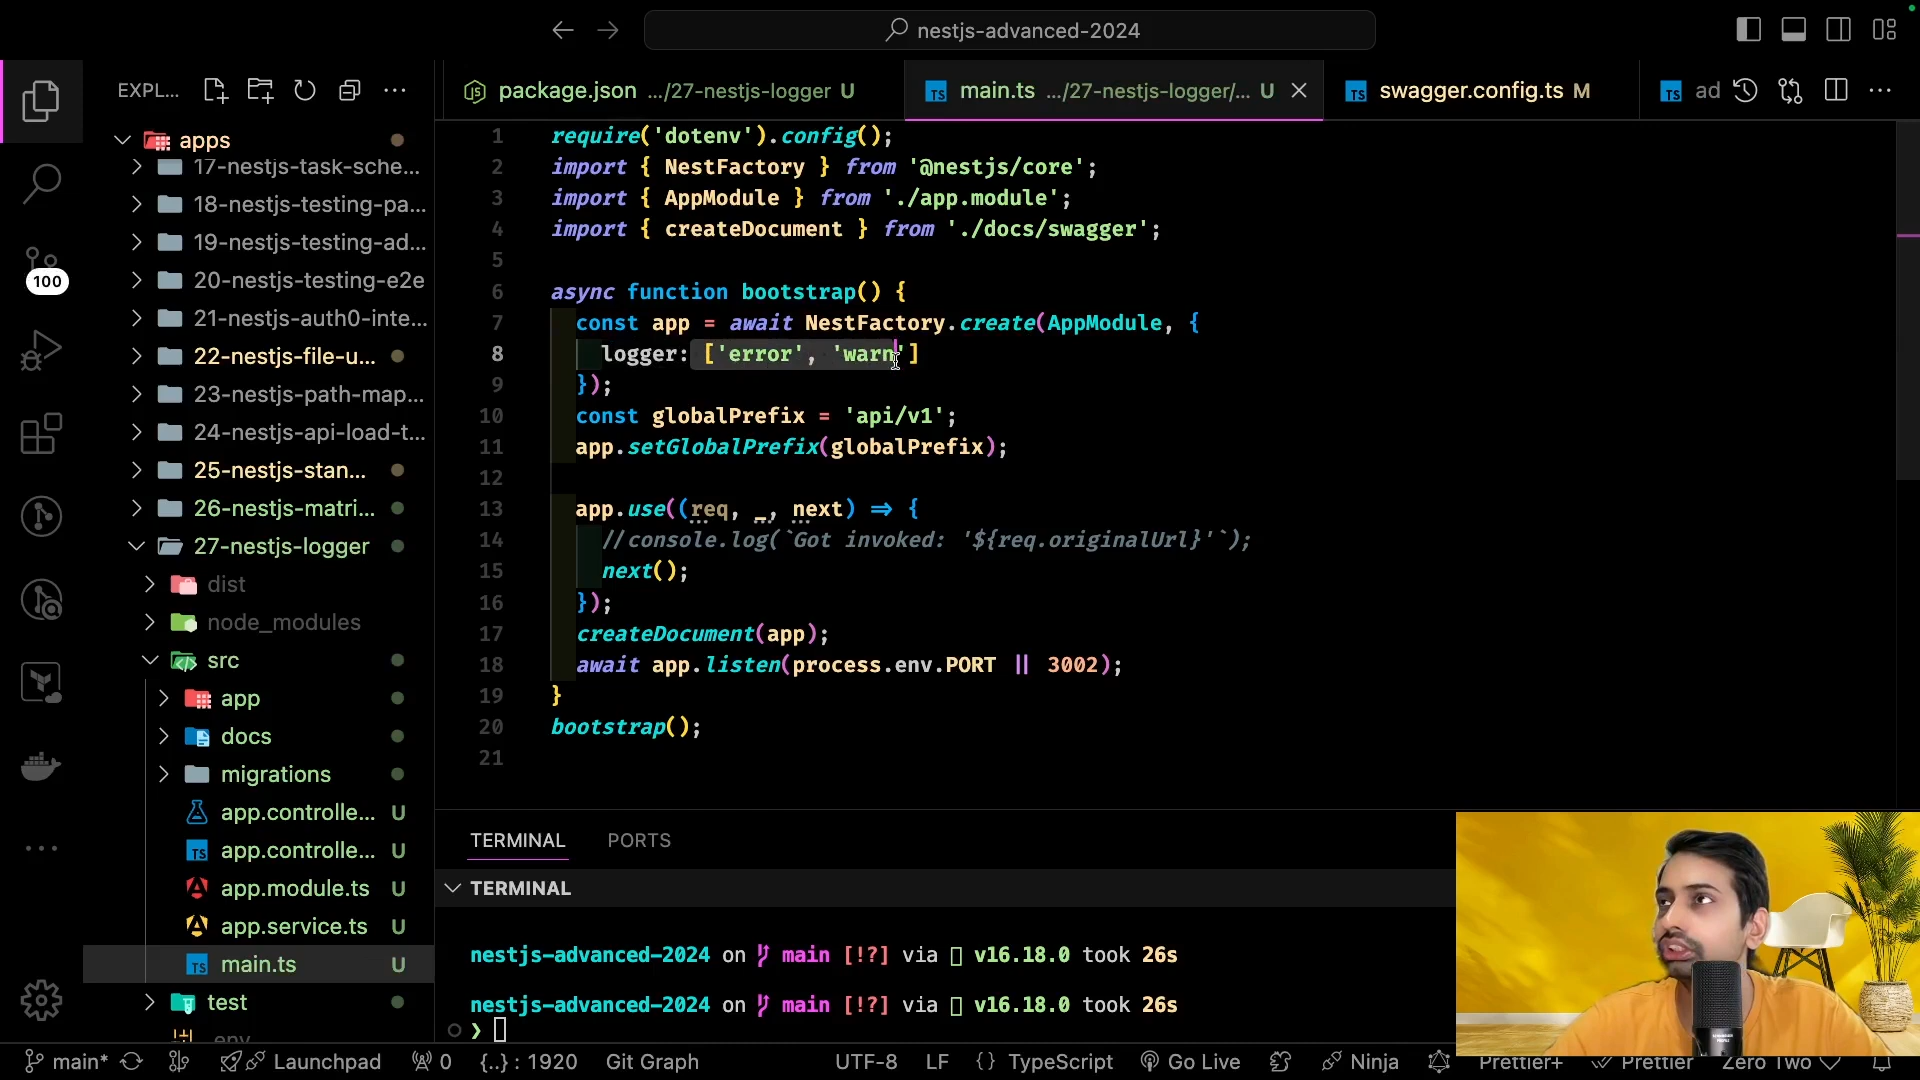 nestjs-advanced-2024
EXPL...
package.json .../27-nestjs-logger U
main.ts .../27-nestjs-logger/... U
swagger.config.ts M
ad
apps
17-nestjs-task-sche...
18-nestjs-testing-pa...
19-nestjs-testing-ad...
20-nestjs-testing-e2e
21-nestjs-auth0-inte...
22-nestjs-file-u...
23-nestjs-path-map...
24-nestjs-api-load-t...
25-nestjs-stan...
26-nestjs-matri...
27-nestjs-logger
dist
node_modules
src
app
docs
migrations
app.controlle... U
app.controlle... U
app.module.ts U
app.service.ts U
main.ts U
test
100
1 require('dotenv').config();
2 import { NestFactory } from '@nestjs/core';
3 import { AppModule } from './app.module';
4 import { createDocument } from './docs/swagger';
5
6 async function bootstrap() {
7 const app = await NestFactory.create(AppModule, {
8 logger: ['error', 'warn']
9 });
10 const globalPrefix = 'api/v1';
11 app.setGlobalPrefix(globalPrefix);
12
13 app.use((req, _, next) => {
14 //console.log(`Got invoked: '${req.originalUrl}'`);
15 next();
16 });
17 createDocument(app);
18 await app.listen(process.env.PORT || 3002);
19 }
20 bootstrap();
21
TERMINAL PORTS
TERMINAL
nestjs-advanced-2024 on main [!?] via v16.18.0 took 26s
nestjs-advanced-2024 on main [!?] via v16.18.0 took 26s
❯
main* Launchpad 0 {..} : 1920 Git Graph UTF-8 LF {} TypeScript Go Live Ninja Prettier+ Prettier Zero Two